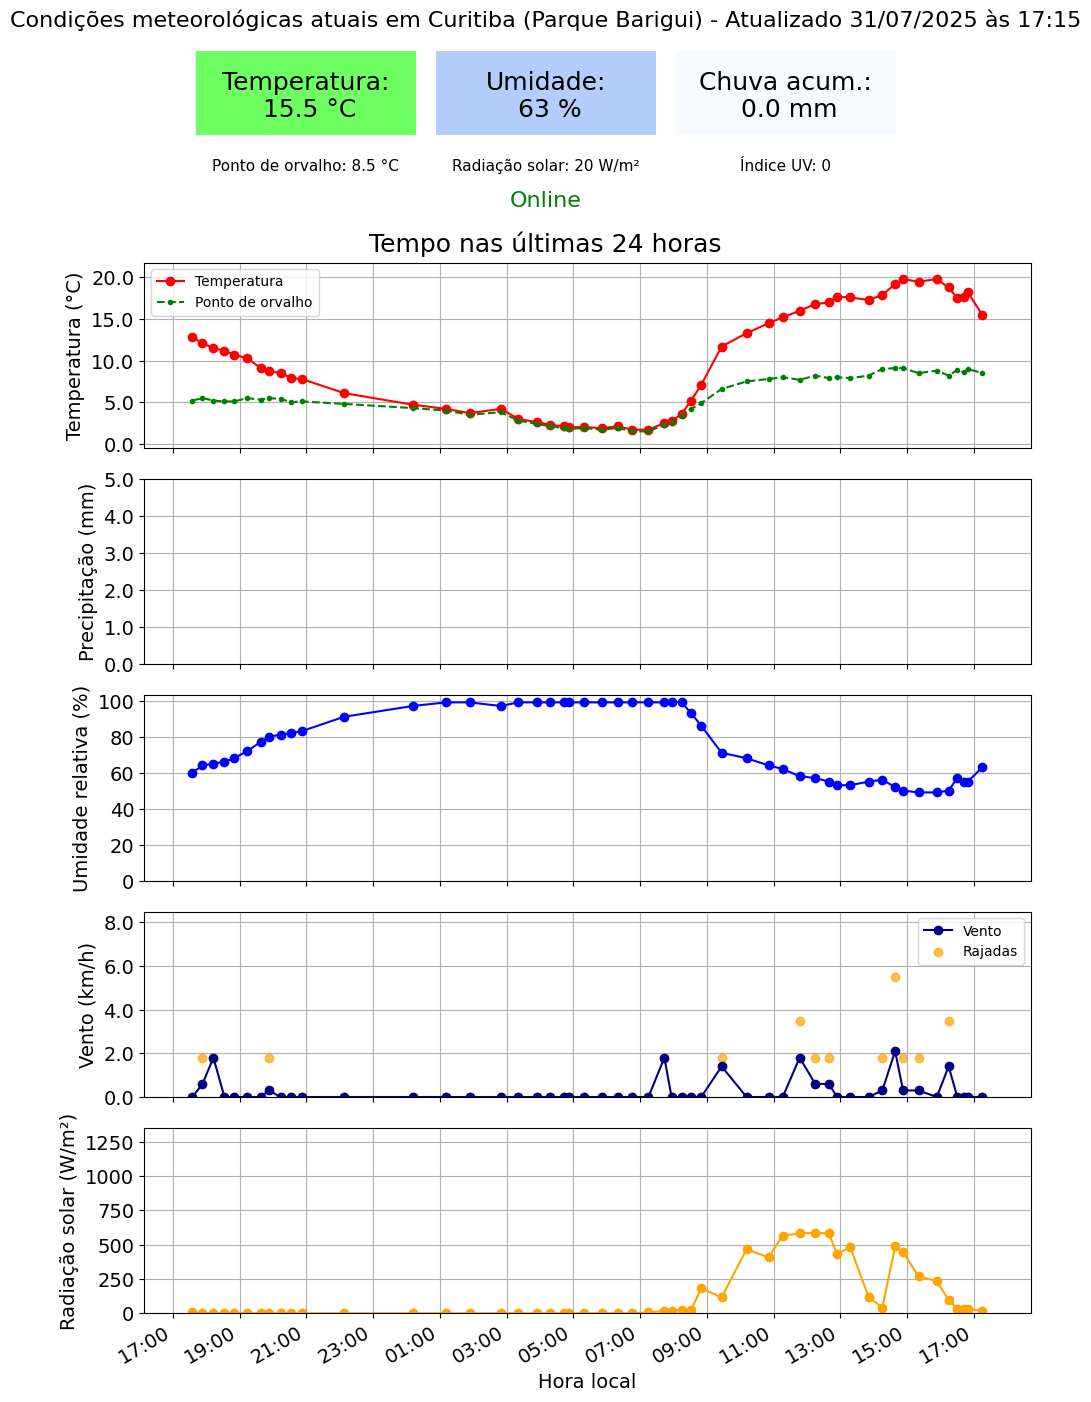 Condições meteorológicas atuais em Curitiba (Parque Barigui) - Atualizado 31/07/2025 às 17:15
Temperatura:
15.5 °C
Umidade:
63 %
Chuva acum.:
0.0 mm
Ponto de orvalho: 8.5 °C
Radiação solar: 20 W/m²
Índice UV: 0
Online
Tempo nas últimas 24 horas
Temperatura (°C)
20.0
15.0
10.0
5.0
0.0
Temperatura
Ponto de orvalho
Precipitação (mm)
5.0
4.0
3.0
2.0
1.0
0.0
Umidade relativa (%)
100
80
60
40
20
0
Vento (km/h)
8.0
6.0
4.0
2.0
0.0
Vento
Rajadas
Radiação solar (W/m²)
1250
1000
750
500
250
0
17:00
19:00
21:00
23:00
01:00
03:00
05:00
07:00
09:00
11:00
13:00
15:00
17:00
Hora local